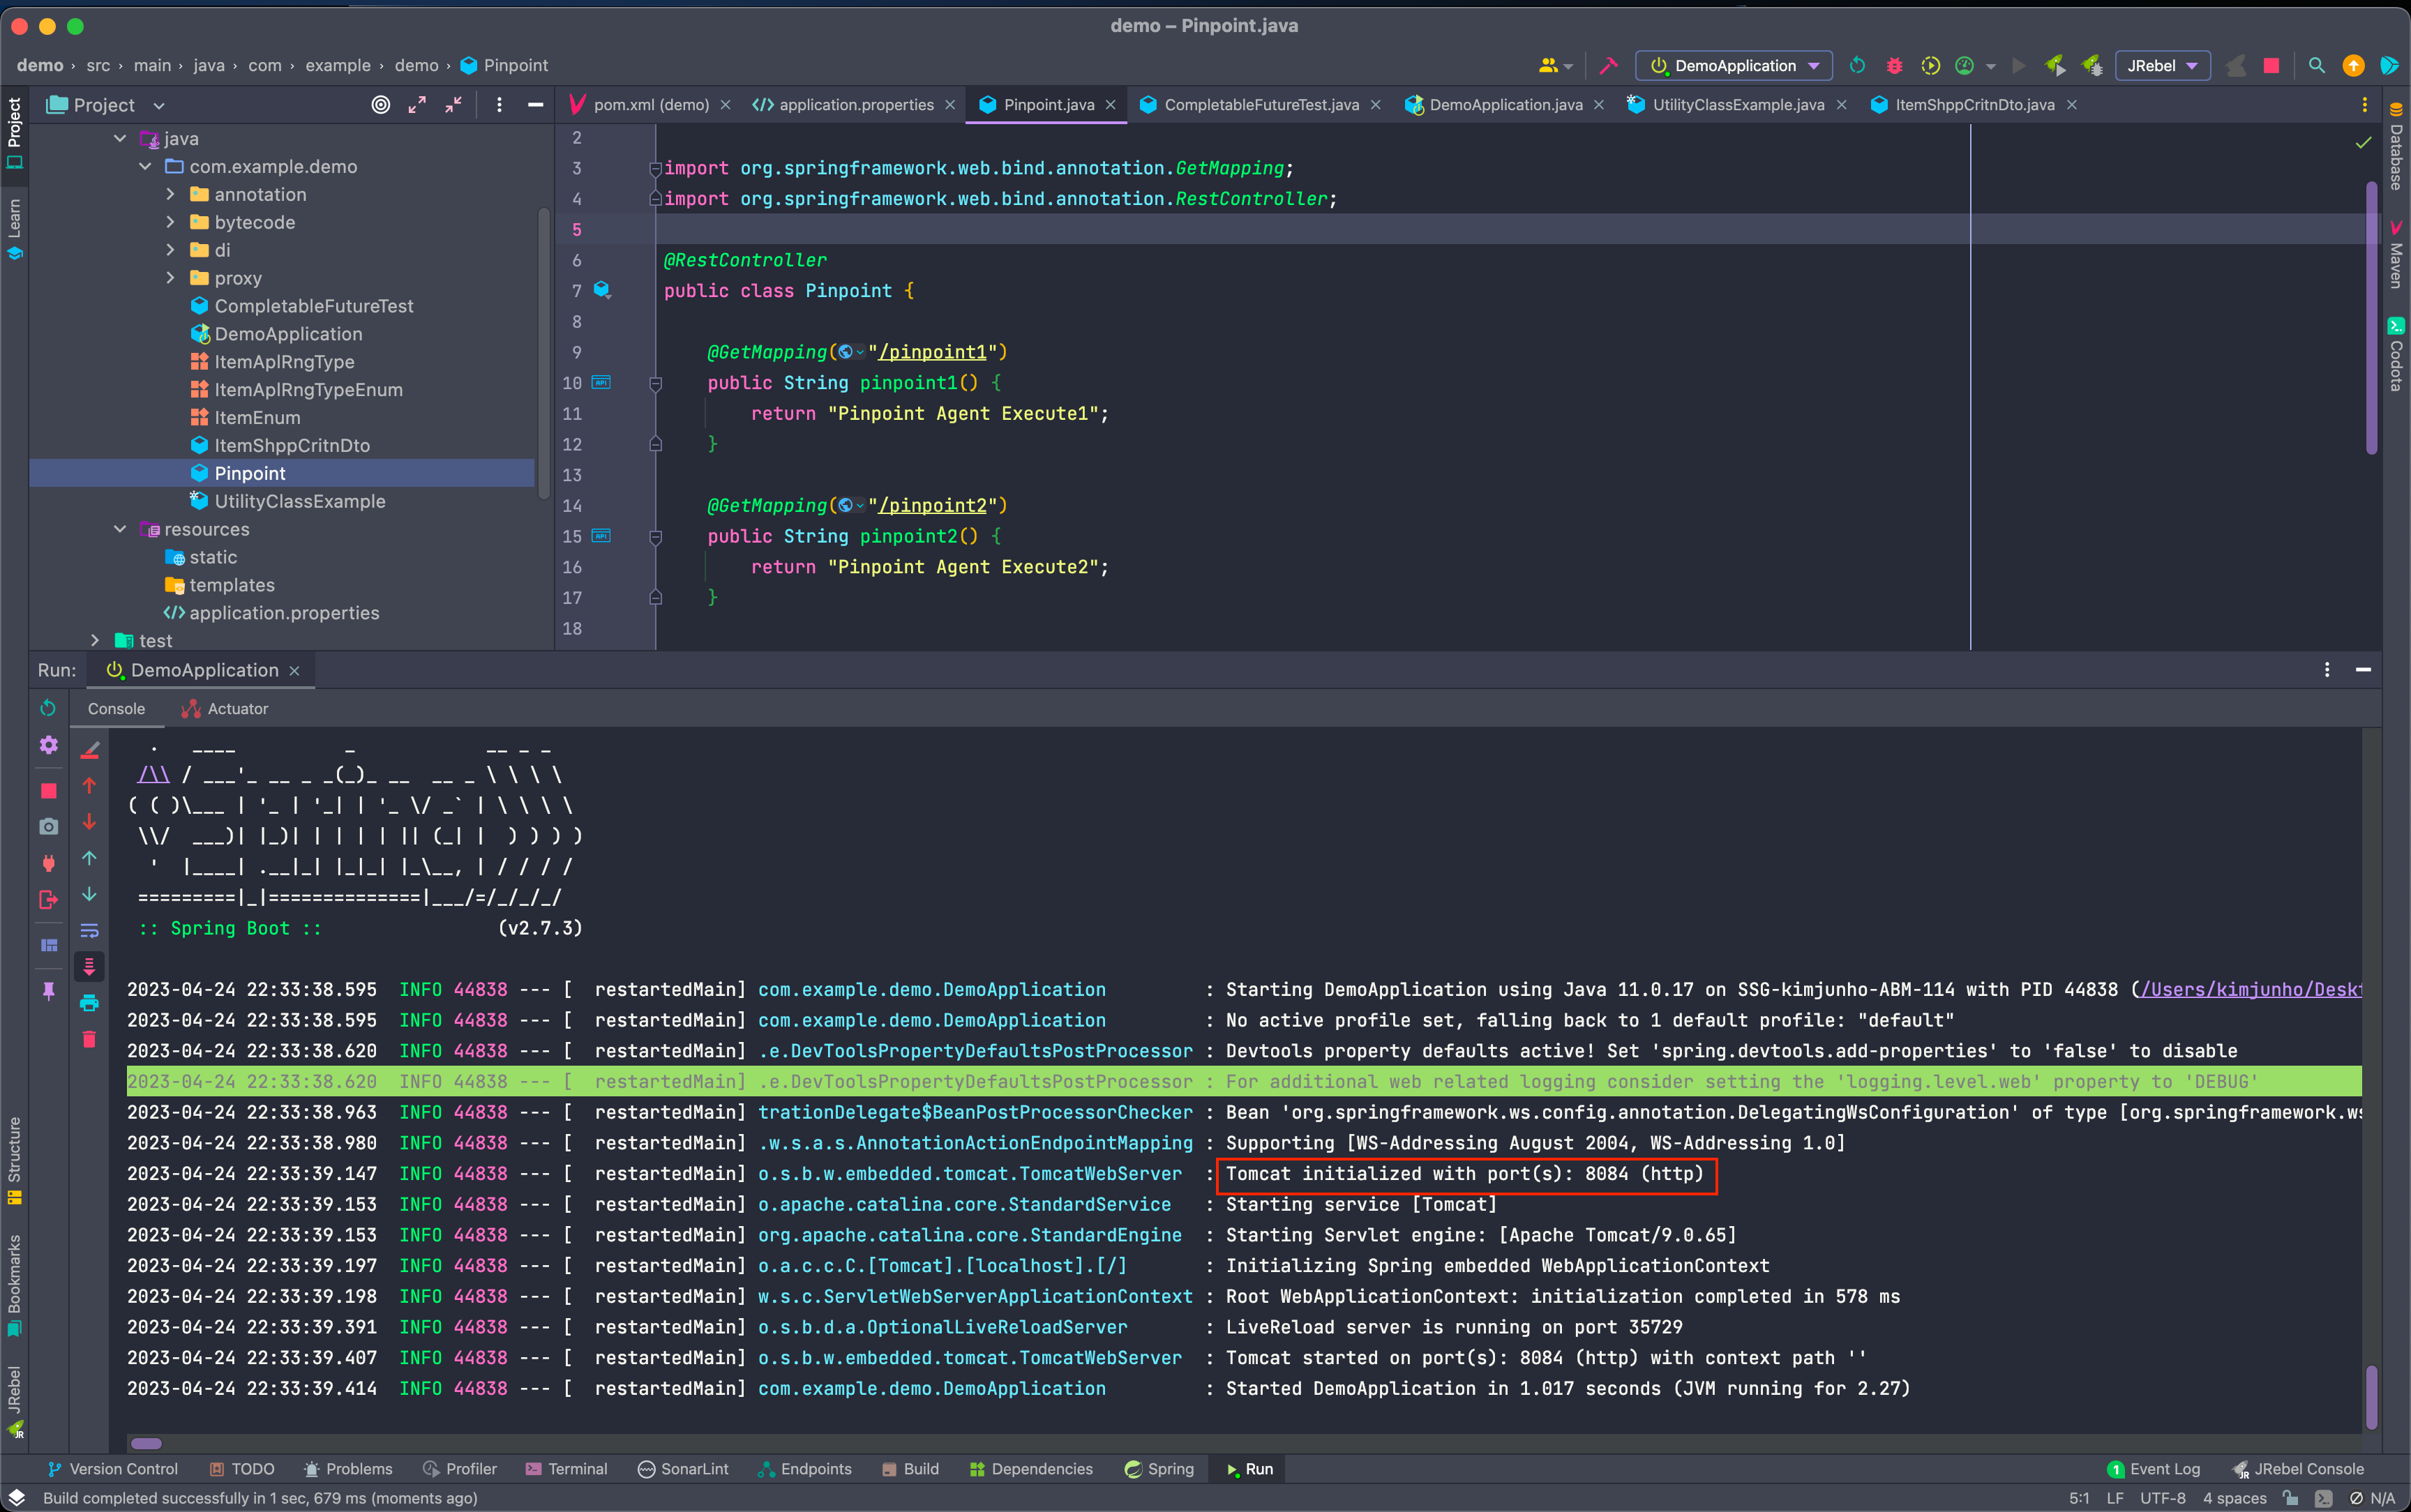 demo – Pinpoint.java
demo › src › main › java › com › example › demo › Pinpoint
DemoApplication
JRebel
Project
pom.xml (demo)
application.properties
Pinpoint.java
CompletableFutureTest.java
DemoApplication.java
UtilityClassExample.java
ItemShppCritnDto.java
Project
Learn
Structure
Bookmarks
JRebel
Database
Maven
Codota
java
com.example.demo
annotation
bytecode
di
proxy
CompletableFutureTest
DemoApplication
ItemAplRngType
ItemAplRngTypeEnum
ItemEnum
ItemShppCritnDto
Pinpoint
UtilityClassExample
resources
static
templates
application.properties
test
2
3 import org.springframework.web.bind.annotation.GetMapping;
4 import org.springframework.web.bind.annotation.RestController;
5
6 @RestController
7 public class Pinpoint {
8
9 @GetMapping("/pinpoint1")
10 public String pinpoint1() {
11 return "Pinpoint Agent Execute1";
12 }
13
14 @GetMapping("/pinpoint2")
15 public String pinpoint2() {
16 return "Pinpoint Agent Execute2";
17 }
18
Run: DemoApplication
Console Actuator
  .   ____          _            __ _ _
 /\\ / ___'_ __ _ _(_)_ __  __ _ \ \ \ \
( ( )\___ | '_ | '_| | '_ \/ _` | \ \ \ \
 \\/  ___)| |_)| | | | | || (_| |  ) ) ) )
  '  |____| .__|_| |_|_| |_\__, | / / / /
 =========|_|==============|___/=/_/_/_/
:: Spring Boot :: (v2.7.3)
2023-04-24 22:33:38.595 INFO 44838 --- [ restartedMain] com.example.demo.DemoApplication : Starting DemoApplication using Java 11.0.17 on SSG-kimjunho-ABM-114 with PID 44838 (/Users/kimjunho/Deskt
2023-04-24 22:33:38.595 INFO 44838 --- [ restartedMain] com.example.demo.DemoApplication : No active profile set, falling back to 1 default profile: "default"
2023-04-24 22:33:38.620 INFO 44838 --- [ restartedMain] .e.DevToolsPropertyDefaultsPostProcessor : Devtools property defaults active! Set 'spring.devtools.add-properties' to 'false' to disable
2023-04-24 22:33:38.620 INFO 44838 --- [ restartedMain] .e.DevToolsPropertyDefaultsPostProcessor : For additional web related logging consider setting the 'logging.level.web' property to 'DEBUG'
2023-04-24 22:33:38.963 INFO 44838 --- [ restartedMain] trationDelegate$BeanPostProcessorChecker : Bean 'org.springframework.ws.config.annotation.DelegatingWsConfiguration' of type [org.springframework.ws
2023-04-24 22:33:38.980 INFO 44838 --- [ restartedMain] .w.s.a.s.AnnotationActionEndpointMapping : Supporting [WS-Addressing August 2004, WS-Addressing 1.0]
2023-04-24 22:33:39.147 INFO 44838 --- [ restartedMain] o.s.b.w.embedded.tomcat.TomcatWebServer : Tomcat initialized with port(s): 8084 (http)
2023-04-24 22:33:39.153 INFO 44838 --- [ restartedMain] o.apache.catalina.core.StandardService : Starting service [Tomcat]
2023-04-24 22:33:39.153 INFO 44838 --- [ restartedMain] org.apache.catalina.core.StandardEngine : Starting Servlet engine: [Apache Tomcat/9.0.65]
2023-04-24 22:33:39.197 INFO 44838 --- [ restartedMain] o.a.c.c.C.[Tomcat].[localhost].[/] : Initializing Spring embedded WebApplicationContext
2023-04-24 22:33:39.198 INFO 44838 --- [ restartedMain] w.s.c.ServletWebServerApplicationContext : Root WebApplicationContext: initialization completed in 578 ms
2023-04-24 22:33:39.391 INFO 44838 --- [ restartedMain] o.s.b.d.a.OptionalLiveReloadServer : LiveReload server is running on port 35729
2023-04-24 22:33:39.407 INFO 44838 --- [ restartedMain] o.s.b.w.embedded.tomcat.TomcatWebServer : Tomcat started on port(s): 8084 (http) with context path ''
2023-04-24 22:33:39.414 INFO 44838 --- [ restartedMain] com.example.demo.DemoApplication : Started DemoApplication in 1.017 seconds (JVM running for 2.27)
Version Control TODO Problems Profiler Terminal SonarLint Endpoints Build Dependencies Spring Run 1 Event Log JRebel Console
Build completed successfully in 1 sec, 679 ms (moments ago) 5:1 LF UTF-8 4 spaces N/A